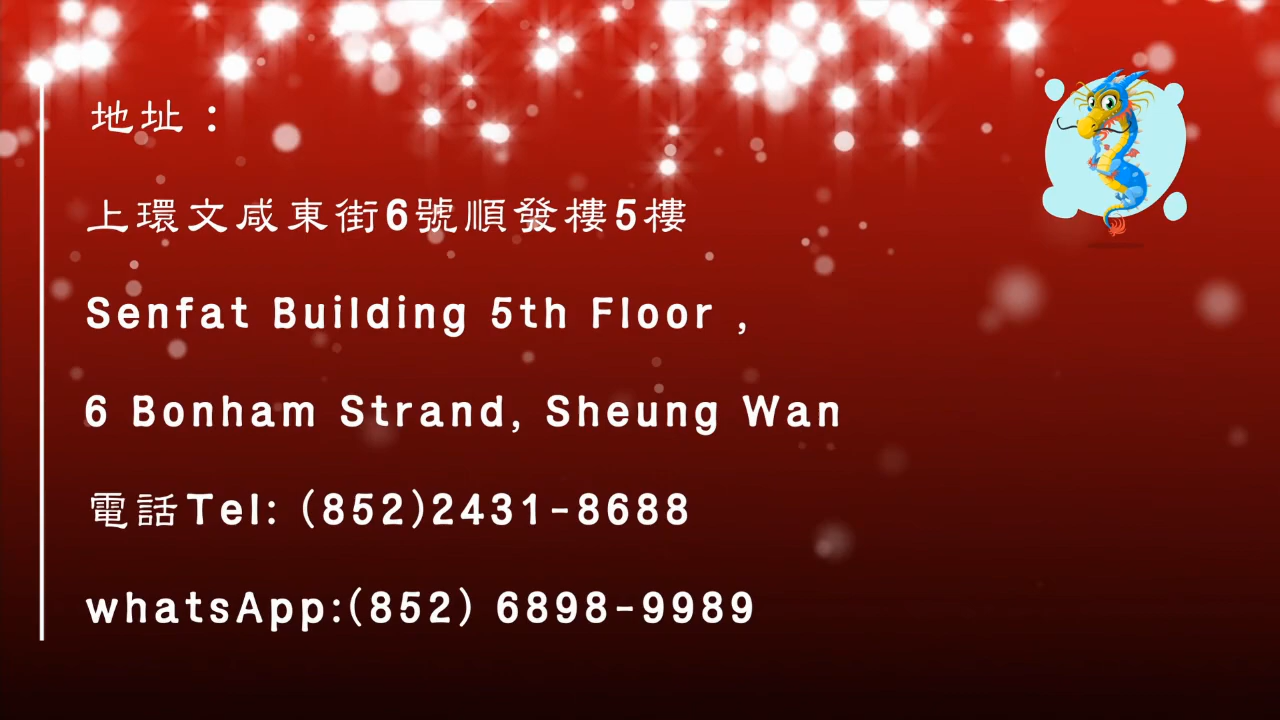 地址：
上環文咸東街6號順發樓5樓
Senfat Building 5th Floor ,
6 Bonham Strand, Sheung Wan
電話Tel: (852)2431-8688
whatsApp:(852) 6898-9989